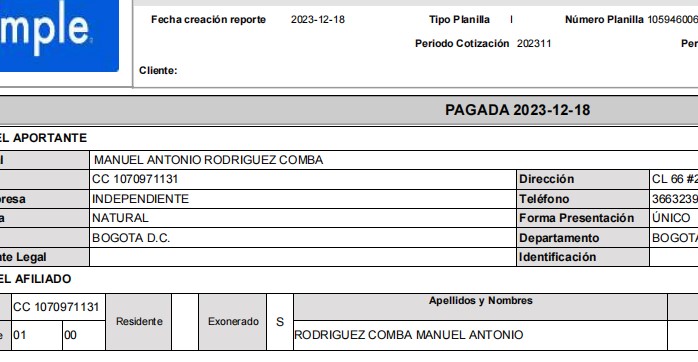 mple
Fecha creación reporte 2023-12-18 Tipo Planilla I Número Planilla 105946006
Periodo Cotización 202311 Per
Cliente:
PAGADA 2023-12-18
EL APORTANTE
l MANUEL ANTONIO RODRIGUEZ COMBA
CC 1070971131 Dirección CL 66 #2
resa INDEPENDIENTE Teléfono 3663239
a NATURAL Forma Presentación ÚNICO
BOGOTA D.C. Departamento BOGOTA
nte Legal Identificación
EL AFILIADO
CC 1070971131 Residente Exonerado S Apellidos y Nombres
e 01 00 RODRIGUEZ COMBA MANUEL ANTONIO